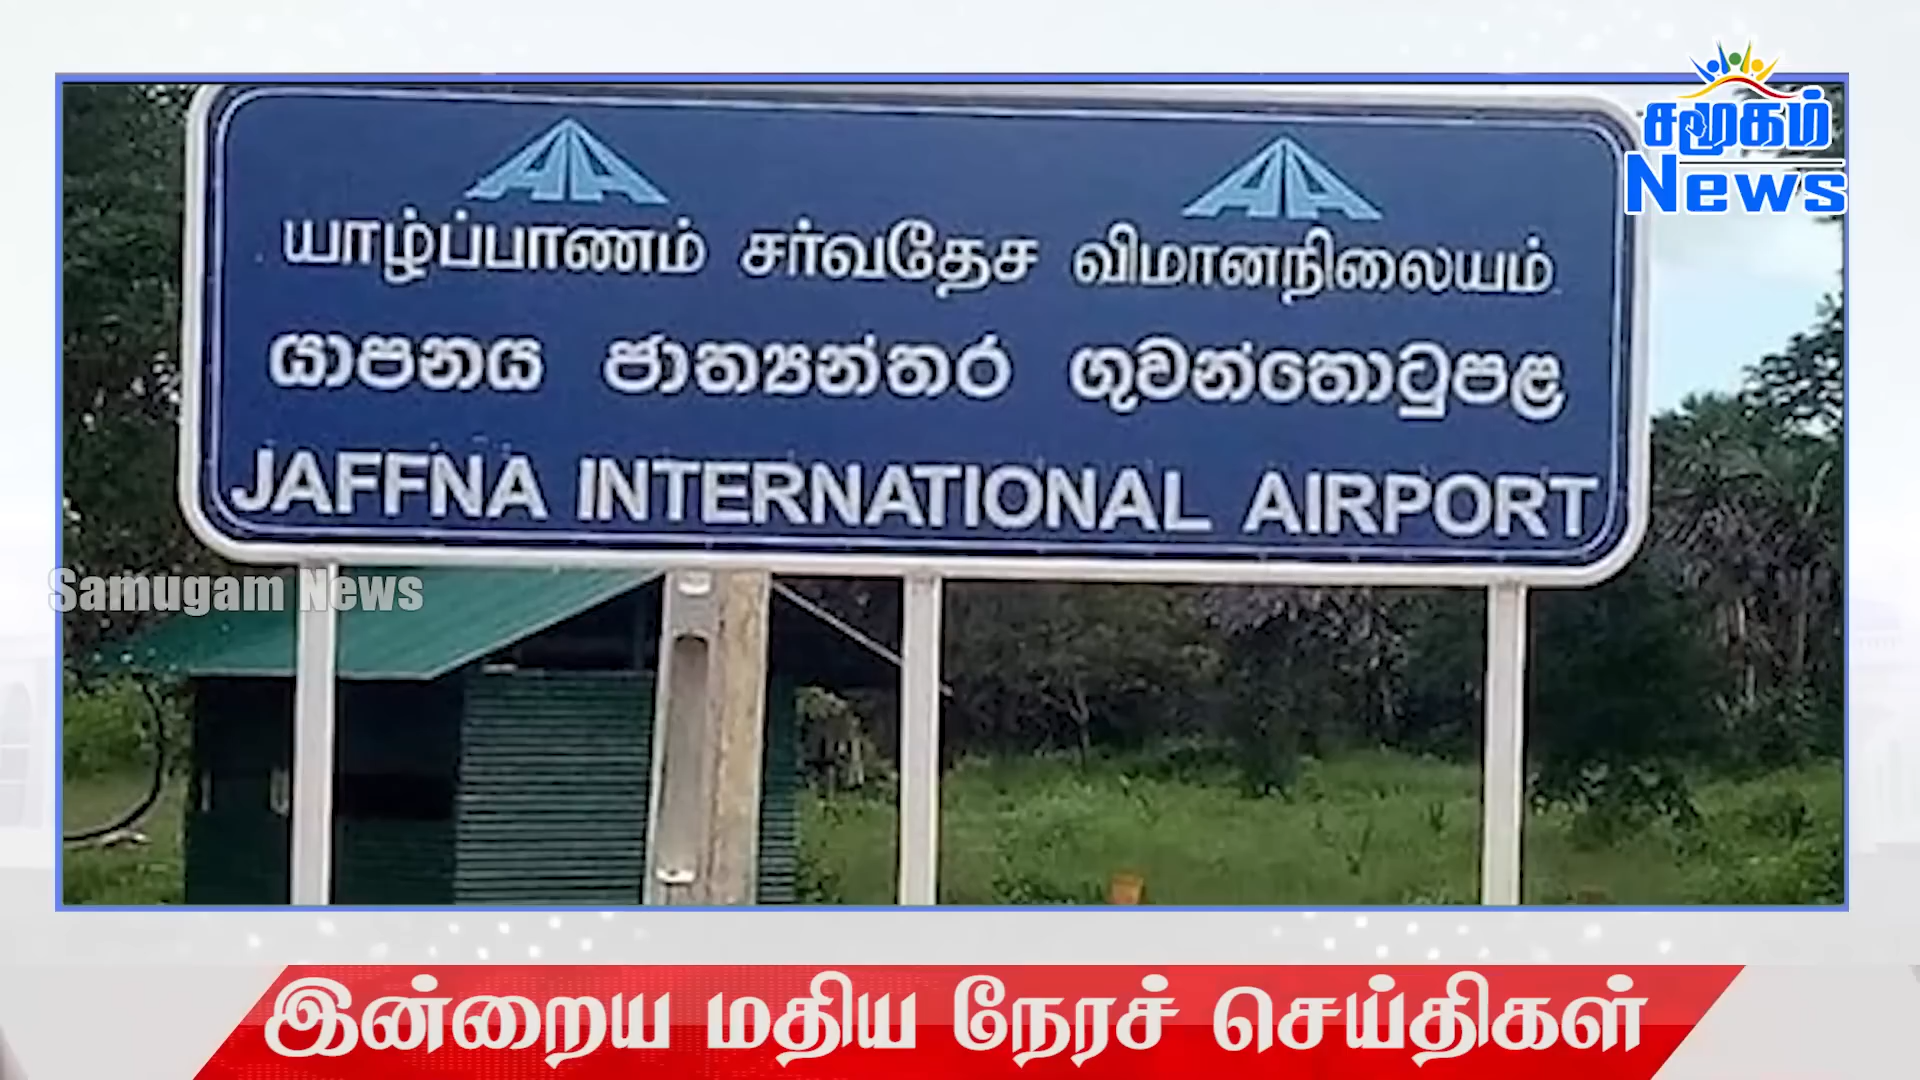 சமூகம்
News
யாழ்ப்பாணம் சர்வதேச விமானநிலையம்
යාපනය ජාත්‍යන්තර ගුවන්තොටුපළ
JAFFNA INTERNATIONAL AIRPORT
Samugam News
இன்றைய மதிய நேரச் செய்திகள்